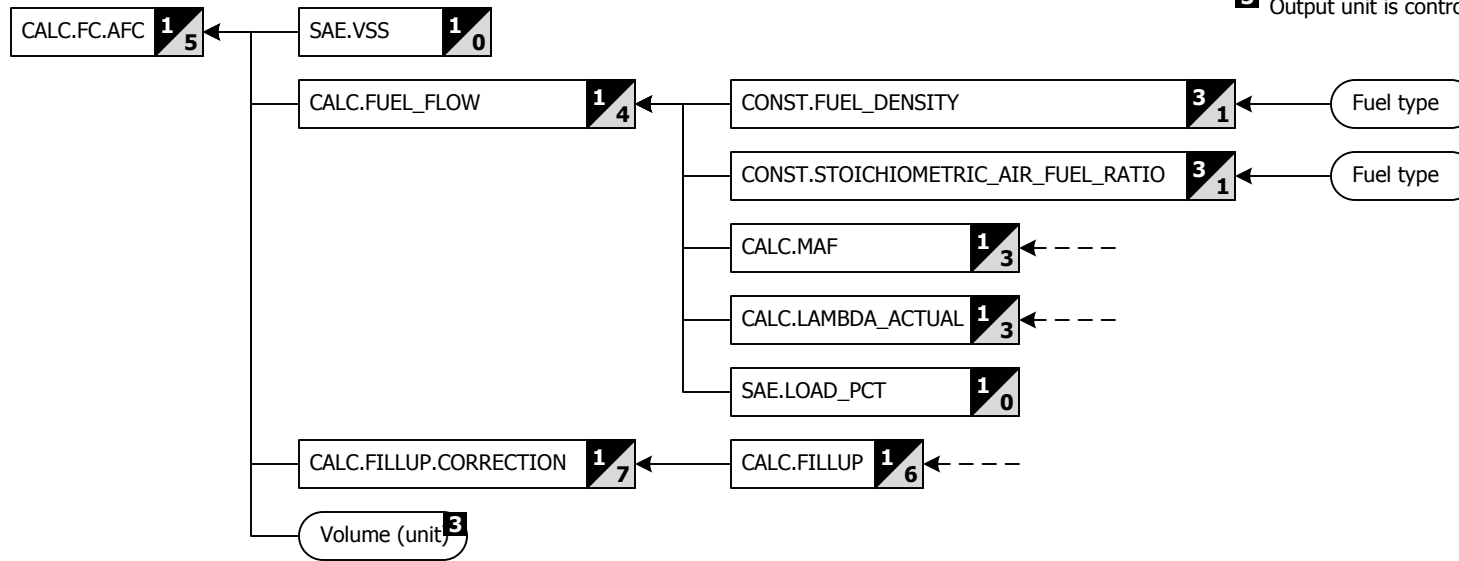 3 Output unit is contro
CALC.FC.AFC 1 5
SAE.VSS 1 0
CALC.FUEL_FLOW 1 4
CONST.FUEL_DENSITY 3 1
Fuel type
CONST.STOICHIOMETRIC_AIR_FUEL_RATIO 3 1
Fuel type
CALC.MAF 1 3
CALC.LAMBDA_ACTUAL 1 3
SAE.LOAD_PCT 1 0
CALC.FILLUP.CORRECTION 1 7
CALC.FILLUP 1 6
Volume (unit) 3